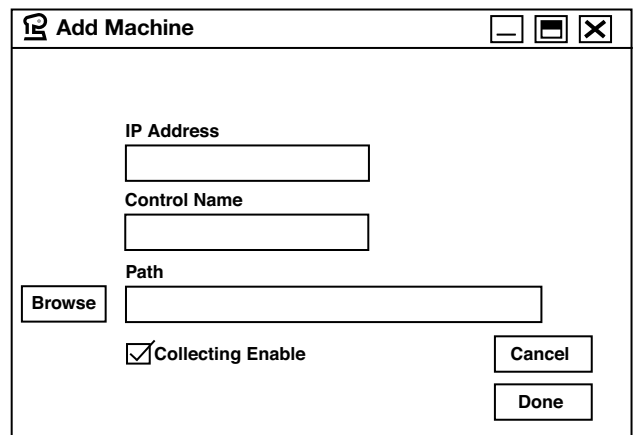 Add Machine
IP Address
Control Name
Path
Browse
Collecting Enable
Cancel
Done